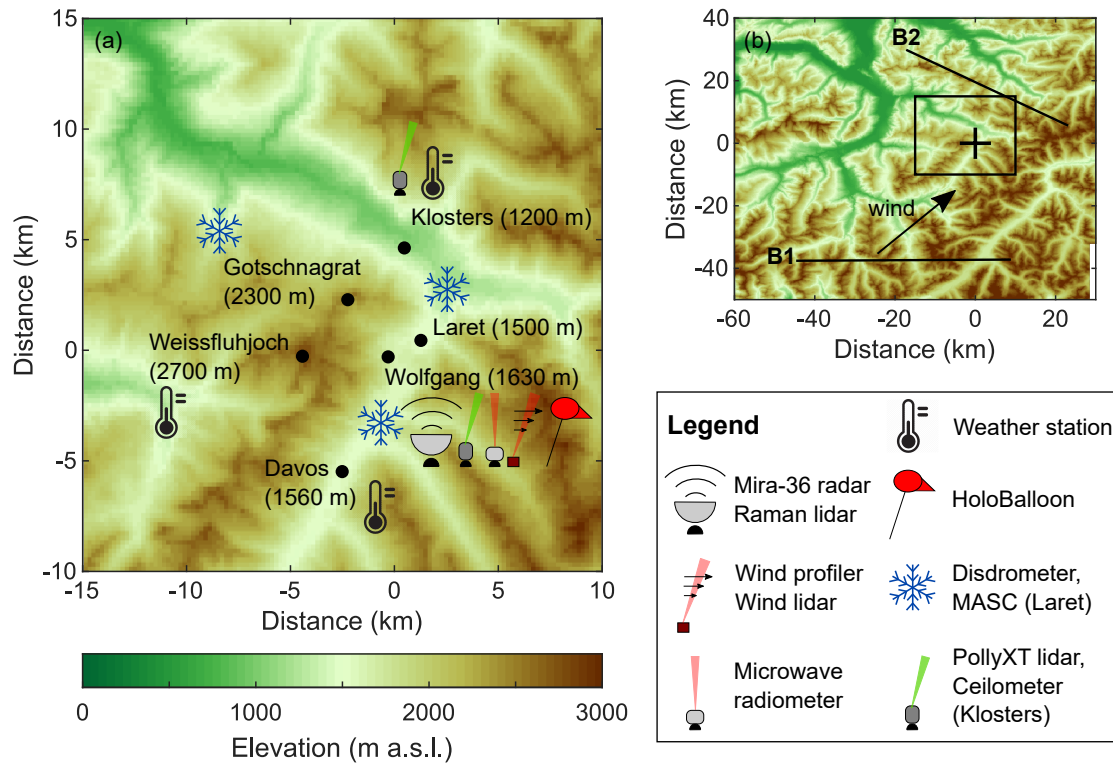 (a)
15
10
5
0
-5
-10
Distance (km)
-15
-10
-5
0
5
10
Distance (km)
Klosters (1200 m)
Gotschnagrat
(2300 m)
Laret (1500 m)
Weissfluhjoch
(2700 m)
Wolfgang (1630 m)
Davos
(1560 m)
0
1000
2000
3000
Elevation (m a.s.l.)
(b)
40
20
0
-20
-40
Distance (km)
B2
wind
B1
-60
-40
-20
0
20
Distance (km)
Legend
Weather station
Mira-36 radar
Raman lidar
HoloBalloon
Wind profiler
Wind lidar
Disdrometer,
MASC (Laret)
Microwave
radiometer
PollyXT lidar,
Ceilometer
(Klosters)